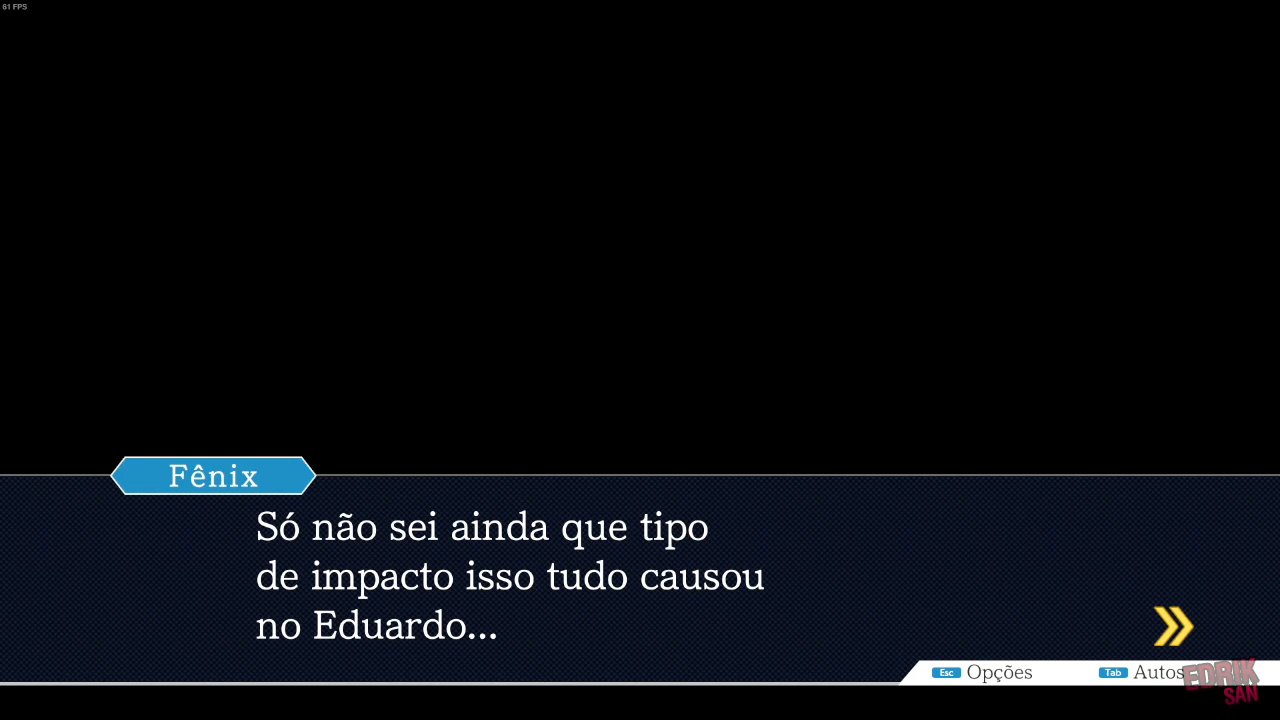 61 FPS
Fênix
Só não sei ainda que tipo
de impacto isso tudo causou
no Eduardo...
Esc Opções Tab Autos
EDRIK
SAN